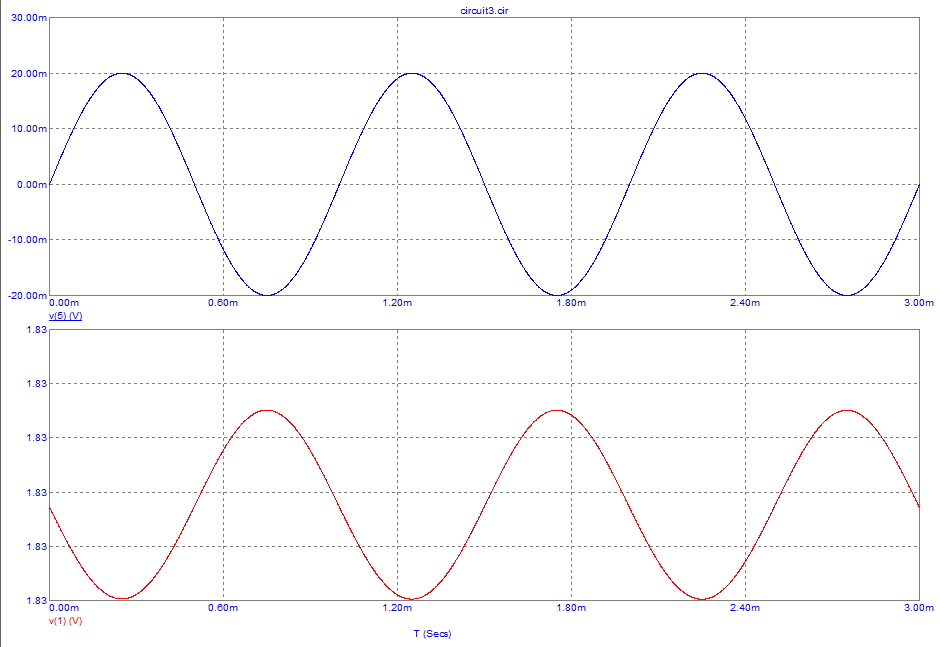 circuit3.cir
30.00m
20.00m
10.00m
0.00m
-10.00m
-20.00m
0.00m 0.60m 1.20m 1.80m 2.40m 3.00m
v(5) (V)
1.83
1.83
1.83
1.83
1.83
1.83
0.00m 0.60m 1.20m 1.80m 2.40m 3.00m
v(1) (V)
T (Secs)